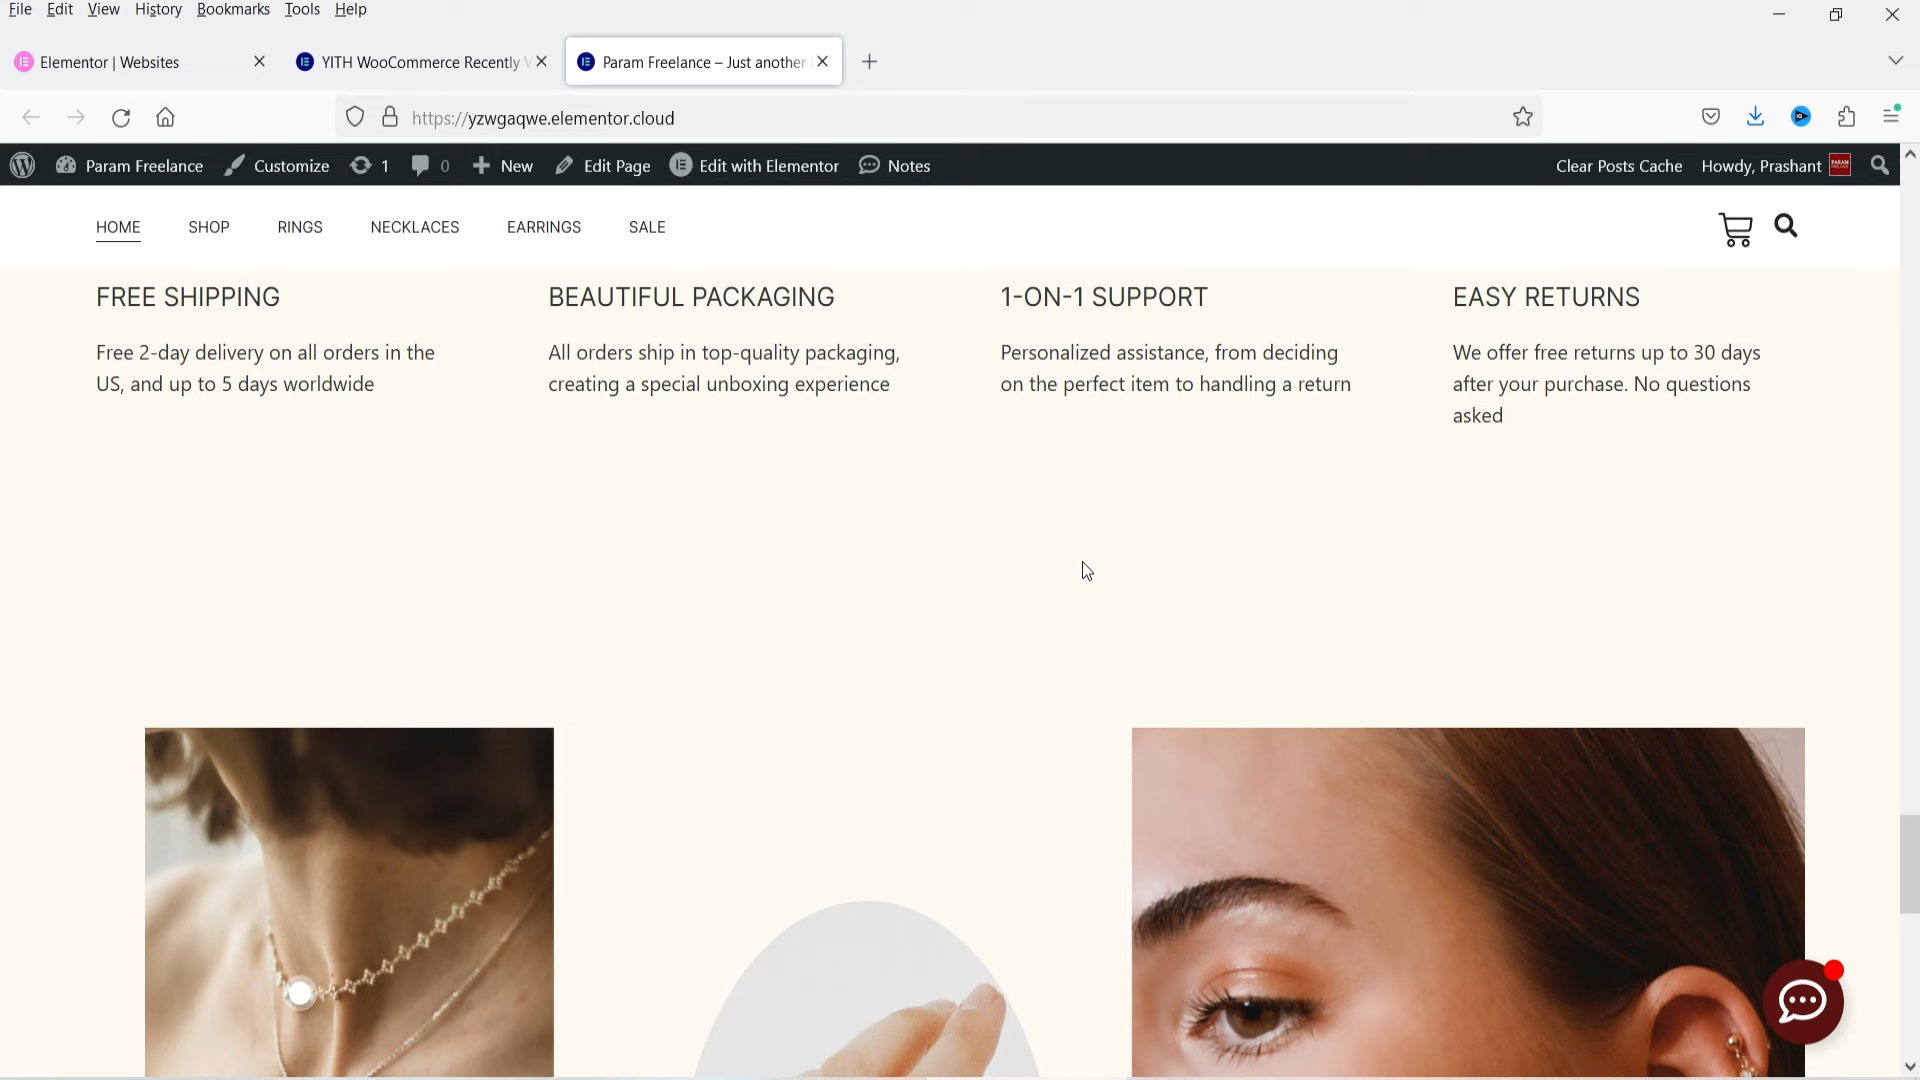 File Edit View History Bookmarks Tools Help
Elementor | Websites
YITH WooCommerce Recently
Param Freelance – Just another
https://yzwgaqwe.elementor.cloud
Param Freelance Customize 1 0 New Edit Page Edit with Elementor Notes Clear Posts Cache Howdy, Prashant
HOME SHOP RINGS NECKLACES EARRINGS SALE
FREE SHIPPING
Free 2-day delivery on all orders in the
US, and up to 5 days worldwide
BEAUTIFUL PACKAGING
All orders ship in top-quality packaging,
creating a special unboxing experience
1-ON-1 SUPPORT
Personalized assistance, from deciding
on the perfect item to handling a return
EASY RETURNS
We offer free returns up to 30 days
after your purchase. No questions
asked